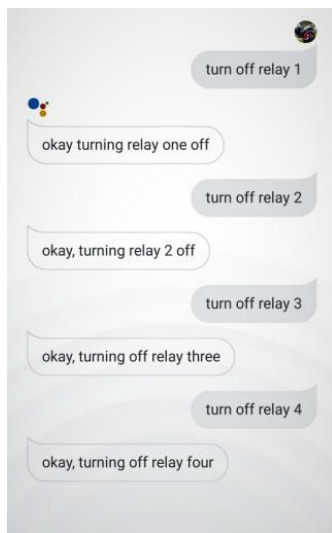 turn off relay 1
okay turning relay one off
turn off relay 2
okay, turning relay 2 off
turn off relay 3
okay, turning off relay three
turn off relay 4
okay, turning off relay four